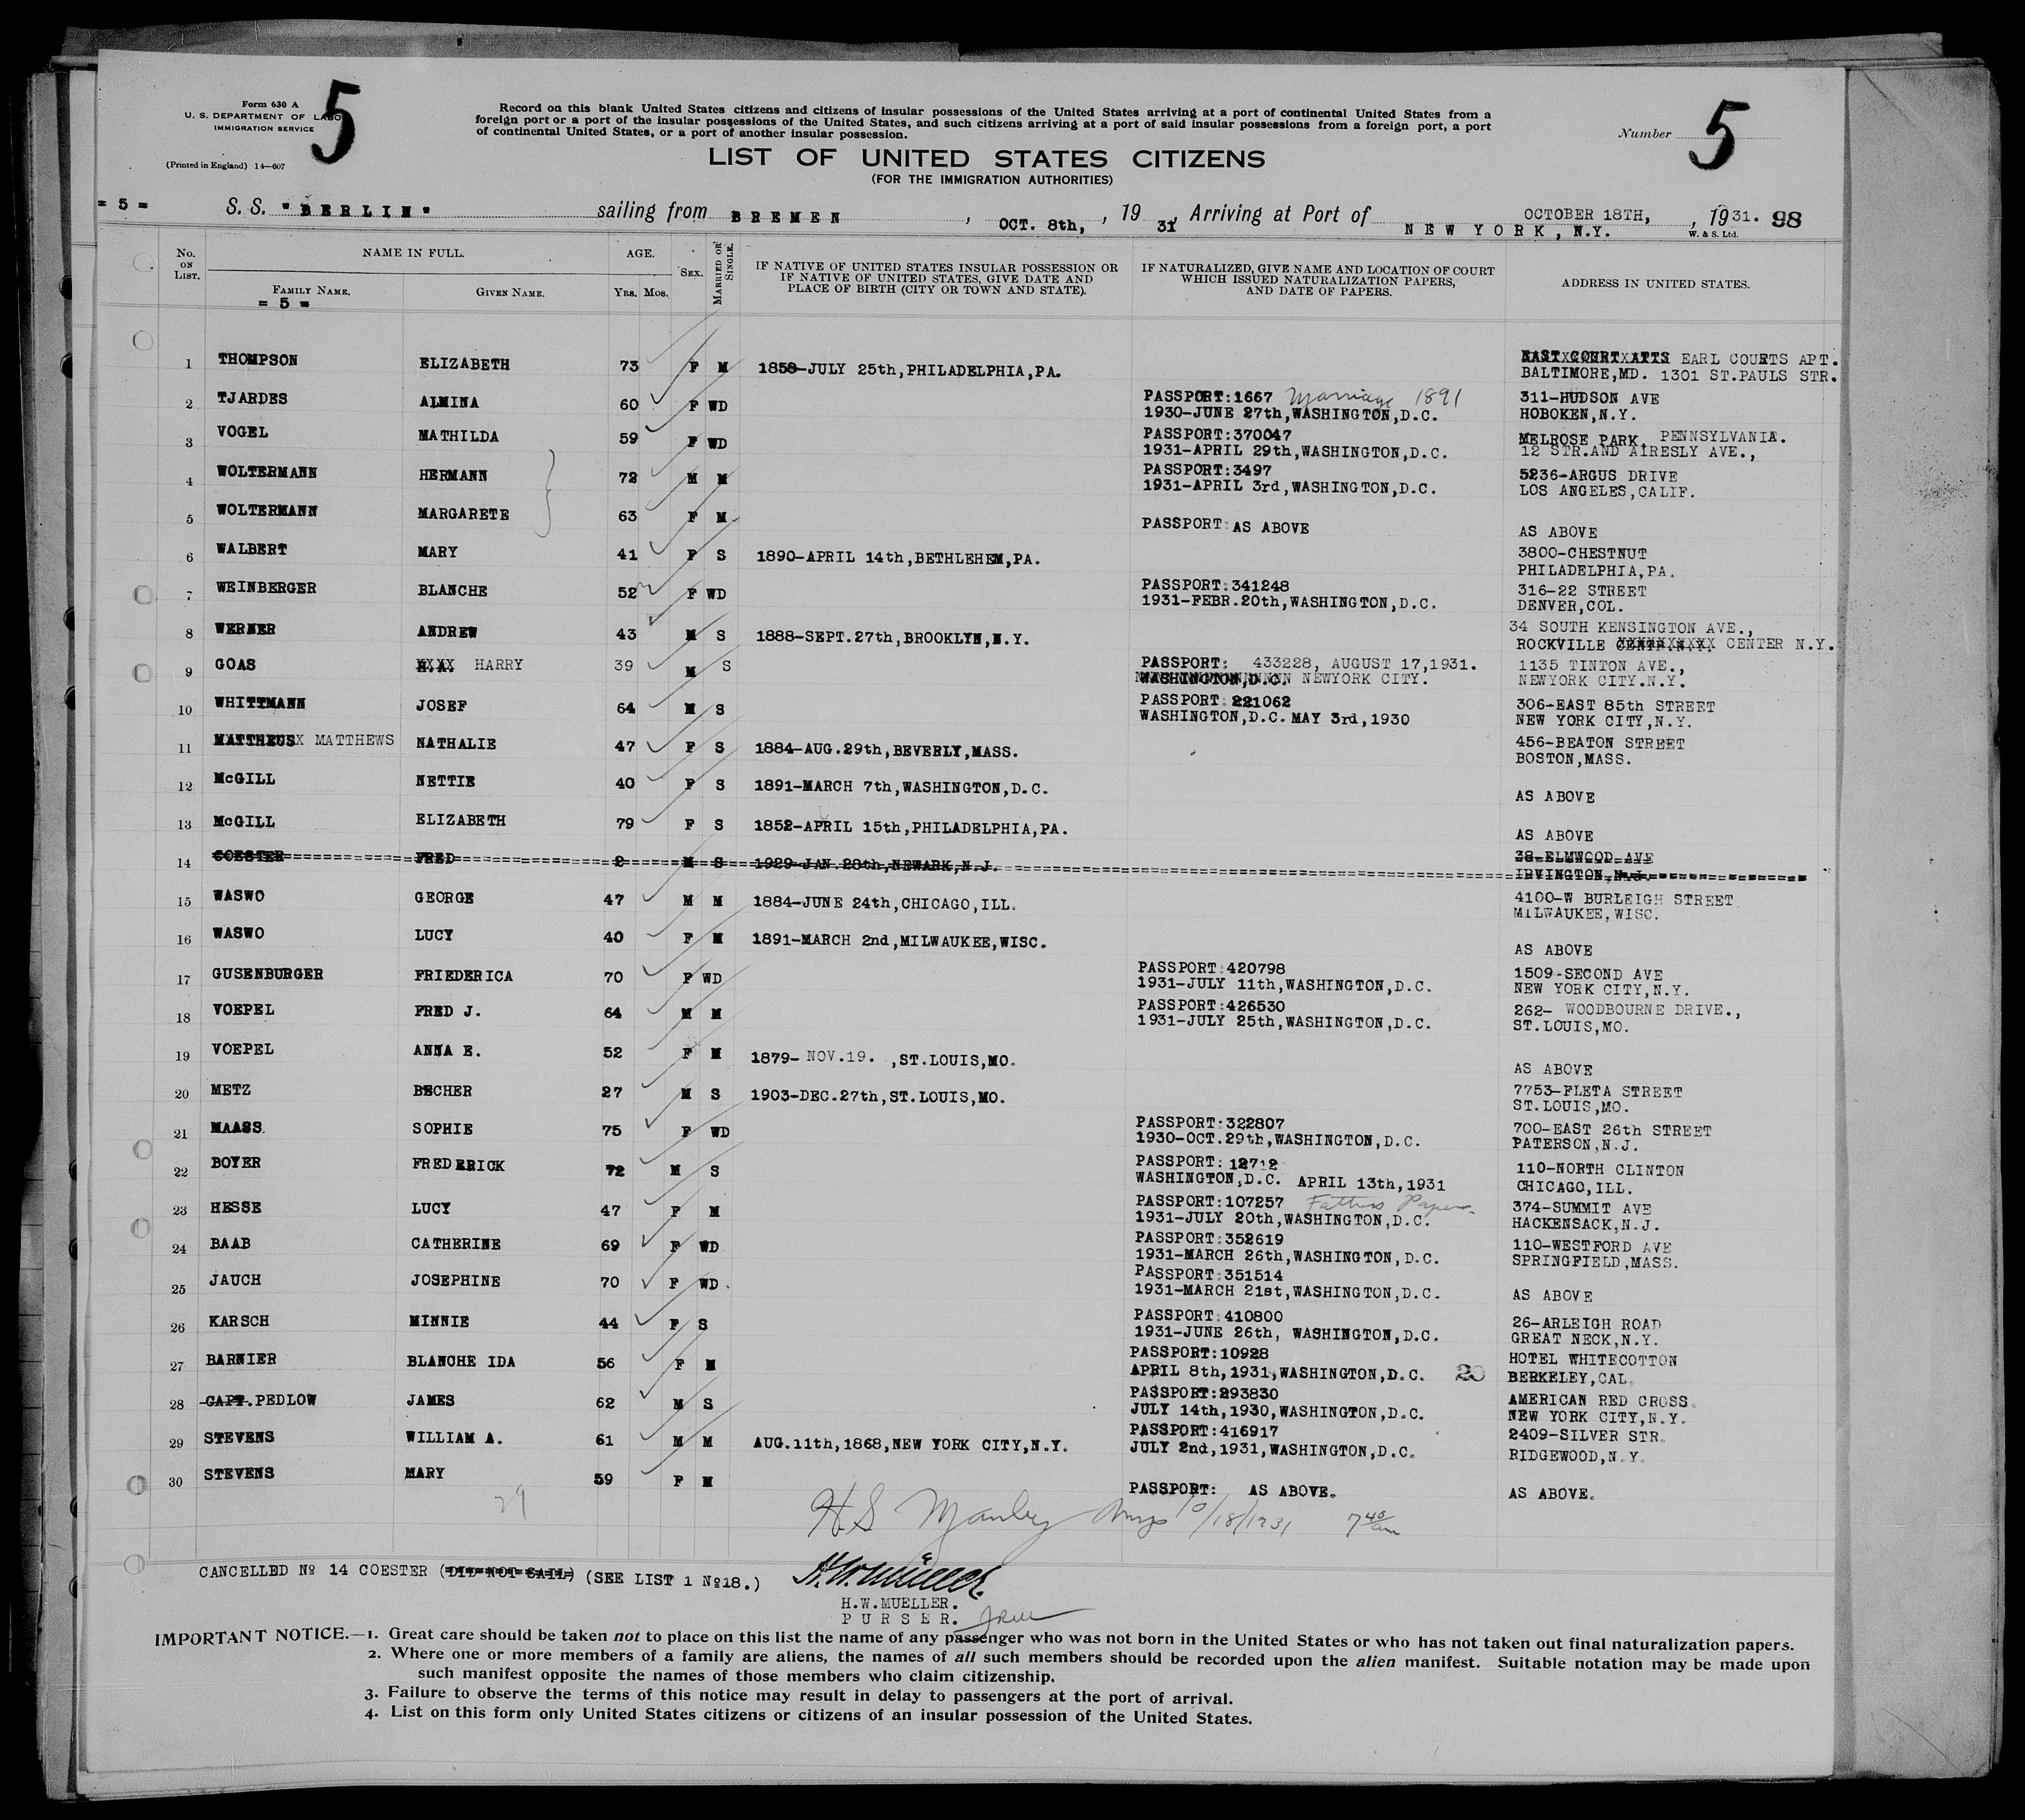 Form 630 A
U. S. DEPARTMENT OF LABOR
IMMIGRATION SERVICE
(Printed in England) 14—607
5
Record on this blank United States citizens and citizens of insular possessions of the United States arriving at a port of continental United States from a
foreign port or a port of the insular possessions of the United States, and such citizens arriving at a port of said insular possessions from a foreign port, a port
of continental United States, or a port of another insular possession.
Number 5
LIST OF UNITED STATES CITIZENS
(FOR THE IMMIGRATION AUTHORITIES)
= 5 = S. S. "BERLIN" sailing from BREMEN, OCT. 8th, 1931, Arriving at Port of NEW YORK, N.Y. OCTOBER 18TH, 1931. 98
W. & S. Ltd.
No. ON LIST. NAME IN FULL. AGE. SEX. MARRIED OR SINGLE. IF NATIVE OF UNITED STATES INSULAR POSSESSION OR IF NATIVE OF UNITED STATES, GIVE DATE AND PLACE OF BIRTH (CITY OR TOWN AND STATE). IF NATURALIZED, GIVE NAME AND LOCATION OF COURT WHICH ISSUED NATURALIZATION PAPERS, AND DATE OF PAPERS. ADDRESS IN UNITED STATES.
FAMILY NAME. GIVEN NAME. Yrs. Mos.
= 5 =
1 THOMPSON ELIZABETH 73 F M 1858-JULY 25th,PHILADELPHIA,PA. EARL COURTS APT.
BALTIMORE,MD. 1301 ST.PAULS STR.
2 TJARDES ALMINA 60 F WD PASSPORT:1667 Marriage 1891 311-HUDSON AVE
1930-JUNE 27th,WASHINGTON,D.C. HOBOKEN,N.Y.
3 VOGEL MATHILDA 59 F WD PASSPORT:370047 MELROSE PARK, PENNSYLVANIA.
1931-APRIL 29th,WASHINGTON,D.C. 12 STR.AND AIRESLY AVE.,
4 WOLTERMANN HERMANN 72 M M PASSPORT:3497 5236-ARGUS DRIVE
1931-APRIL 3rd,WASHINGTON,D.C. LOS ANGELES,CALIF.
5 WOLTERMANN MARGARETE 63 F M PASSPORT: AS ABOVE AS ABOVE
6 WALBERT MARY 41 F S 1890-APRIL 14th,BETHLEHEM,PA. 3800-CHESTNUT
PHILADELPHIA,PA.
7 WEINBERGER BLANCHE 52 F WD PASSPORT:341248 316-22 STREET
1931-FEBR.20th,WASHINGTON,D.C. DENVER,COL.
8 WERNER ANDREW 43 M S 1888-SEPT.27th,BROOKLYN,N.Y. 34 SOUTH KENSINGTON AVE.,
ROCKVILLE CENTER N.Y.
9 GOAS HARRY 39 M S PASSPORT: 433228, AUGUST 17,1931. 1135 TINTON AVE.,
WASHINGTON,D.C. NEWYORK CITY. NEWYORK CITY.N.Y.
10 WHITTMANN JOSEF 64 M S PASSPORT:221062 306-EAST 85th STREET
WASHINGTON,D.C. MAY 3rd,1930 NEW YORK CITY,N.Y.
11 MATTHEUSX MATTHEWS NATHALIE 47 F S 1884-AUG.29th,BEVERLY,MASS. 456-BEATON STREET
BOSTON,MASS.
12 McGILL NETTIE 40 F S 1891-MARCH 7th,WASHINGTON,D.C. AS ABOVE
13 McGILL ELIZABETH 79 F S 1852-APRIL 15th,PHILADELPHIA,PA. AS ABOVE
14 COESTER FRED 2 M S 1929-JAN.28th,NEWARK,N.J. 38-ELMWOOD AVE
IRVINGTON,N.J.
15 WASWO GEORGE 47 M M 1884-JUNE 24th,CHICAGO,ILL. 4100-W BURLEIGH STREET
MILWAUKEE,WISC.
16 WASWO LUCY 40 F M 1891-MARCH 2nd,MILWAUKEE,WISC. AS ABOVE
17 GUSENBURGER FRIEDERICA 70 F WD PASSPORT:420798 1509-SECOND AVE
1931-JULY 11th,WASHINGTON,D.C. NEW YORK CITY,N.Y.
18 VOEPEL FRED J. 64 M M PASSPORT:426530 262- WOODBOURNE DRIVE.,
1931-JULY 25th,WASHINGTON,D.C. ST.LOUIS,MO.
19 VOEPEL ANNA E. 52 F M 1879- NOV.19. ,ST.LOUIS,MO. AS ABOVE
20 METZ BECHER 27 M S 1903-DEC.27th,ST.LOUIS,MO. 7753-FLETA STREET
ST.LOUIS,MO.
21 MAASS. SOPHIE 75 F WD PASSPORT:322807 700-EAST 26th STREET
1930-OCT.29th,WASHINGTON,D.C. PATERSON,N.J.
22 BOYER FREDERICK 72 M S PASSPORT: 12712 110-NORTH CLINTON
WASHINGTON,D.C. APRIL 13th,1931 CHICAGO,ILL.
23 HESSE LUCY 47 F M PASSPORT:107257 Fathers Papers 374-SUMMIT AVE
1931-JULY 20th,WASHINGTON,D.C. HACKENSACK,N.J.
24 BAAB CATHERINE 69 F WD PASSPORT:352619 110-WESTFORD AVE
1931-MARCH 26th,WASHINGTON,D.C. SPRINGFIELD,MASS.
25 JAUCH JOSEPHINE 70 F WD. PASSPORT:351514
1931-MARCH 21st,WASHINGTON,D.C. AS ABOVE
26 KARSCH MINNIE 44 F S PASSPORT:410800 26-ARLEIGH ROAD
1931-JUNE 26th, WASHINGTON,D.C. GREAT NECK,N.Y.
27 BARNIER BLANCHE IDA 56 F M PASSPORT:10928 HOTEL WHITECOTTON
APRIL 8th,1931,WASHINGTON,D.C. BERKELEY,CAL.
28 CAPT.PEDLOW JAMES 62 M S PASSPORT:293830 AMERICAN RED CROSS.
JULY 14th,1930,WASHINGTON,D.C. NEW YORK CITY,N.Y.
29 STEVENS WILLIAM A. 61 M M AUG.11th,1868,NEW YORK CITY,N.Y. PASSPORT:416917 2409-SILVER STR.
JULY 2nd,1931,WASHINGTON,D.C. RIDGEWOOD,N.Y.
30 STEVENS MARY 59 F M PASSPORT: AS ABOVE. AS ABOVE.
29
H S Manley 10/18/1931 7 40 am
CANCELLED Nº 14 COESTER (DID NOT SAIL) (SEE LIST 1 Nº18.)
H.W. Mueller.
H.W.MUELLER.
PURSER.
IMPORTANT NOTICE.—1. Great care should be taken not to place on this list the name of any passenger who was not born in the United States or who has not taken out final naturalization papers.
2. Where one or more members of a family are aliens, the names of all such members should be recorded upon the alien manifest. Suitable notation may be made upon
such manifest opposite the names of those members who claim citizenship.
3. Failure to observe the terms of this notice may result in delay to passengers at the port of arrival.
4. List on this form only United States citizens or citizens of an insular possession of the United States.